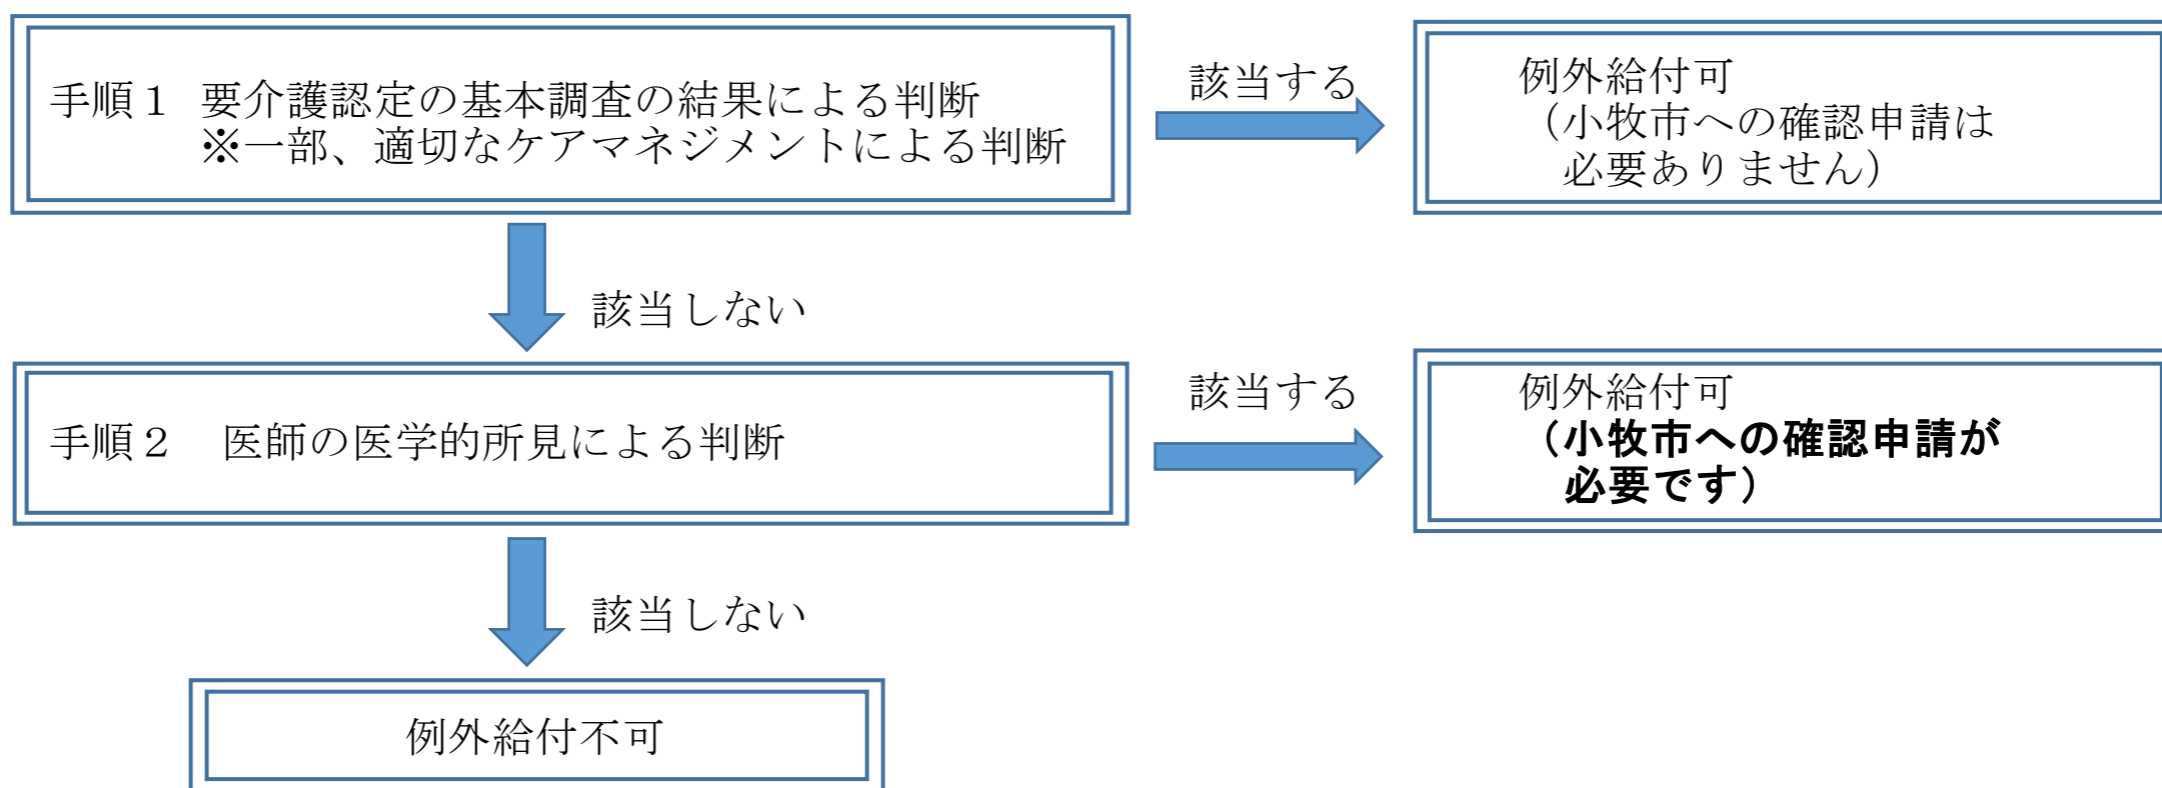 手順１ 要介護認定の基本調査の結果による判断
※一部、適切なケアマネジメントによる判断
該当する
例外給付可
（小牧市への確認申請は
必要ありません）
該当しない
手順２　医師の医学的所見による判断
該当する
例外給付可
（小牧市への確認申請が
必要です）
該当しない
例外給付不可